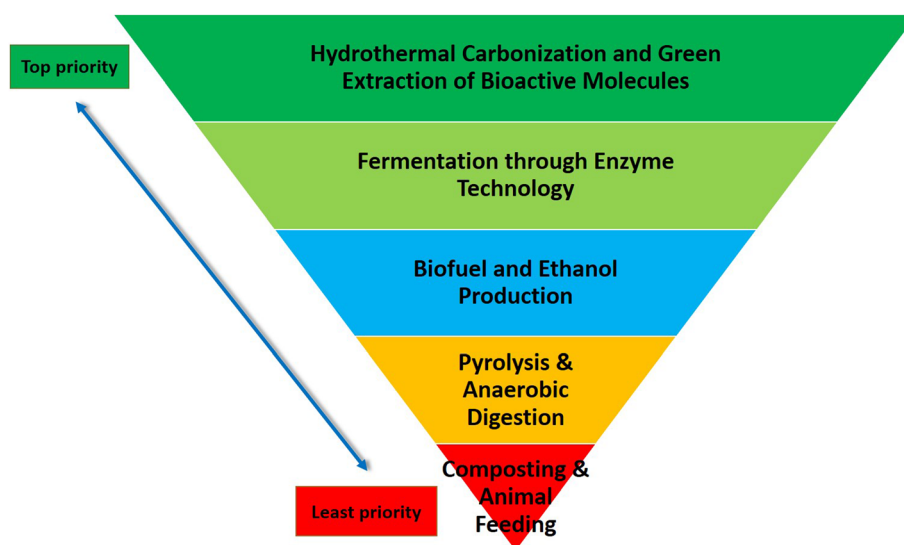 Top priority
Hydrothermal Carbonization and Green
Extraction of Bioactive Molecules
Fermentation through Enzyme
Technology
Biofuel and Ethanol
Production
Pyrolysis &
Anaerobic
Digestion
Composting &
Animal
Feeding
Least priority